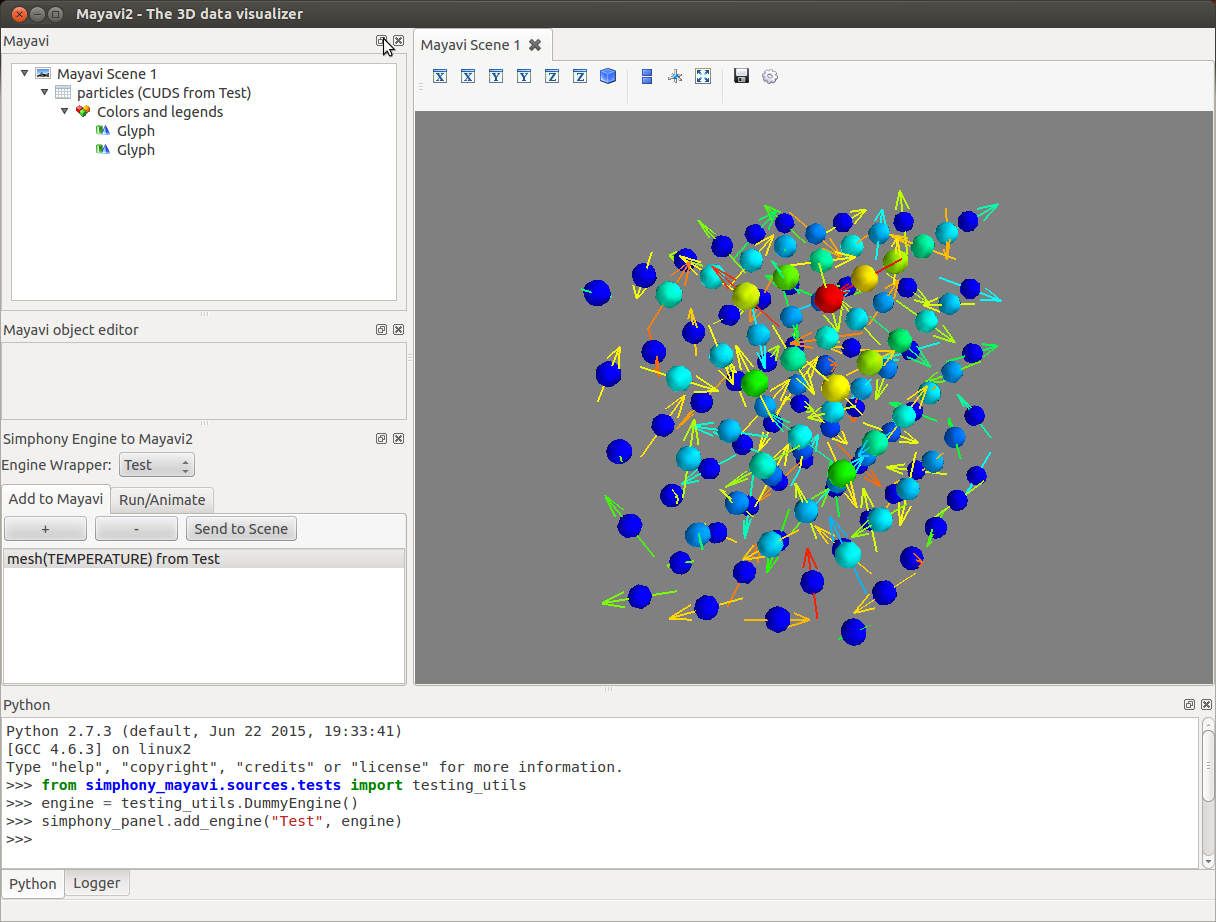 Mayavi2 - The 3D data visualizer
Mayavi
Mayavi Scene 1
particles (CUDS from Test)
Colors and legends
Glyph
Glyph
Mayavi object editor
Simphony Engine to Mayavi2
Engine Wrapper: Test
Add to Mayavi Run/Animate
+ - Send to Scene
mesh(TEMPERATURE) from Test
Mayavi Scene 1
X X Y Y Z Z
Python
Python 2.7.3 (default, Jun 22 2015, 19:33:41)
[GCC 4.6.3] on linux2
Type "help", "copyright", "credits" or "license" for more information.
>>> from simphony_mayavi.sources.tests import testing_utils
>>> engine = testing_utils.DummyEngine()
>>> simphony_panel.add_engine("Test", engine)
>>>
Python Logger